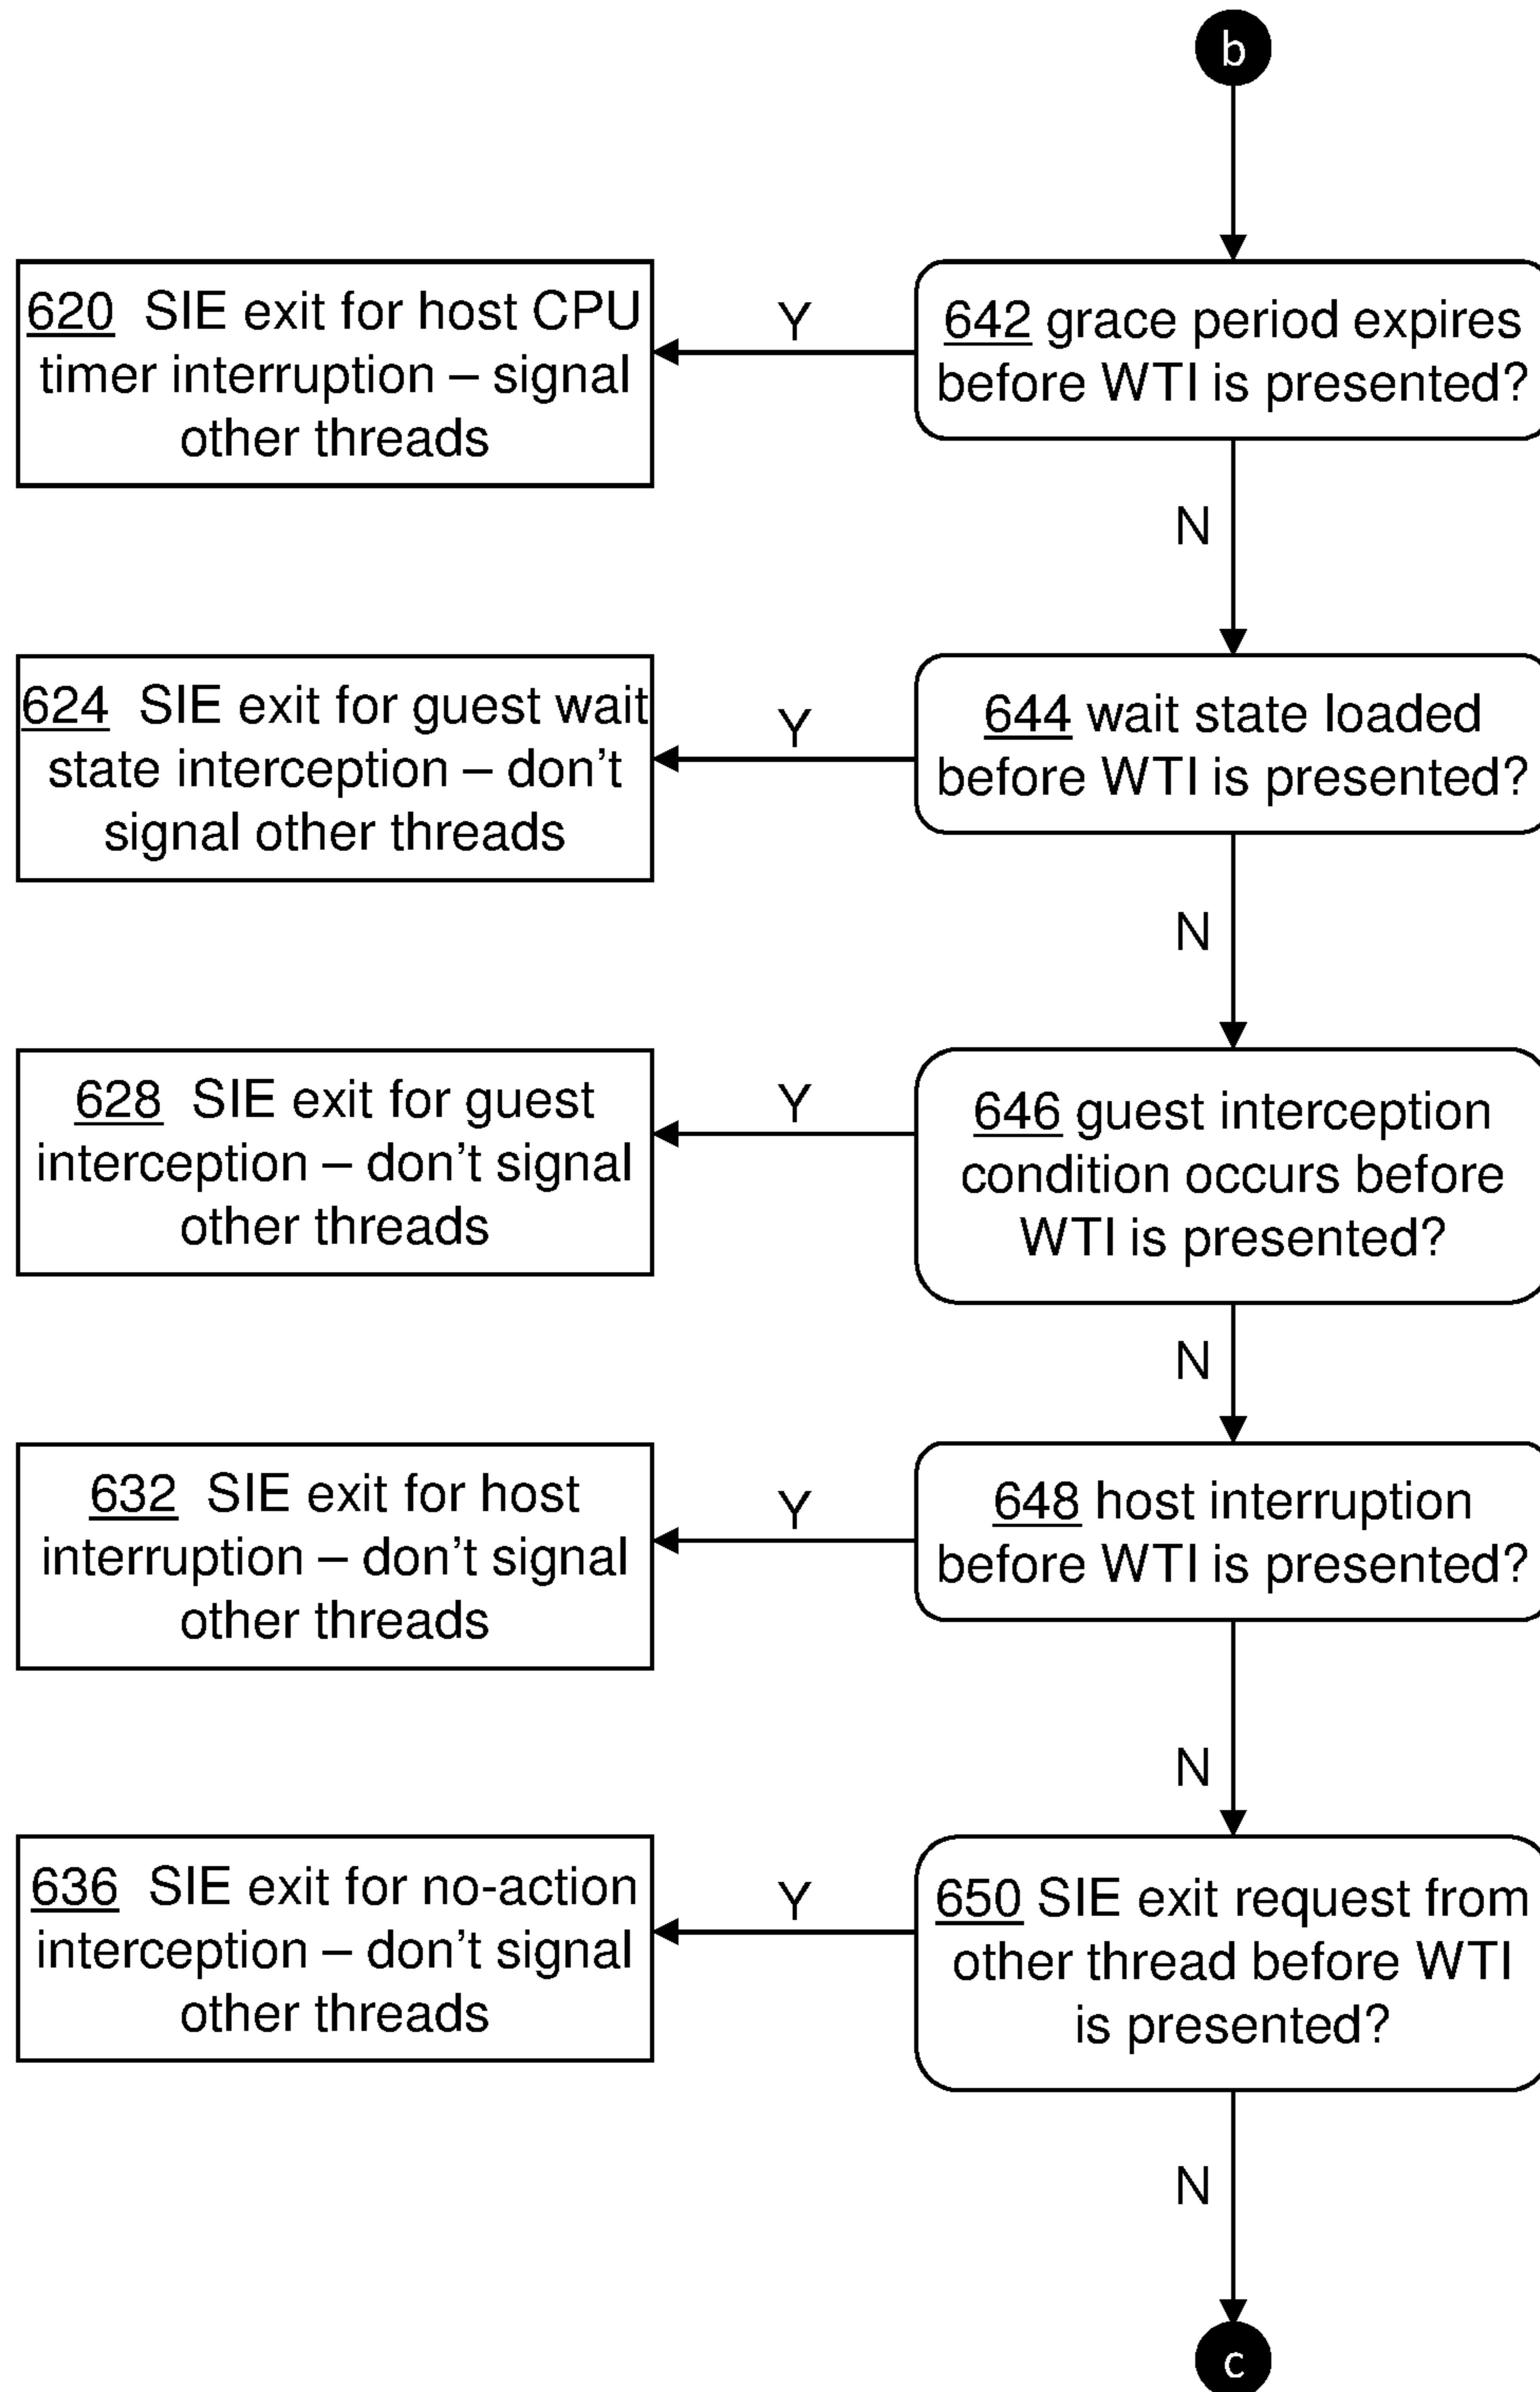 b
642 grace period expires
before WTI is presented?
Y
620 SIE exit for host CPU
timer interruption – signal
other threads
N
644 wait state loaded
before WTI is presented?
Y
624 SIE exit for guest wait
state interception – don't
signal other threads
N
646 guest interception
condition occurs before
WTI is presented?
Y
628 SIE exit for guest
interception – don't signal
other threads
N
648 host interruption
before WTI is presented?
Y
632 SIE exit for host
interruption – don't signal
other threads
N
650 SIE exit request from
other thread before WTI
is presented?
Y
636 SIE exit for no-action
interception – don't signal
other threads
N
c